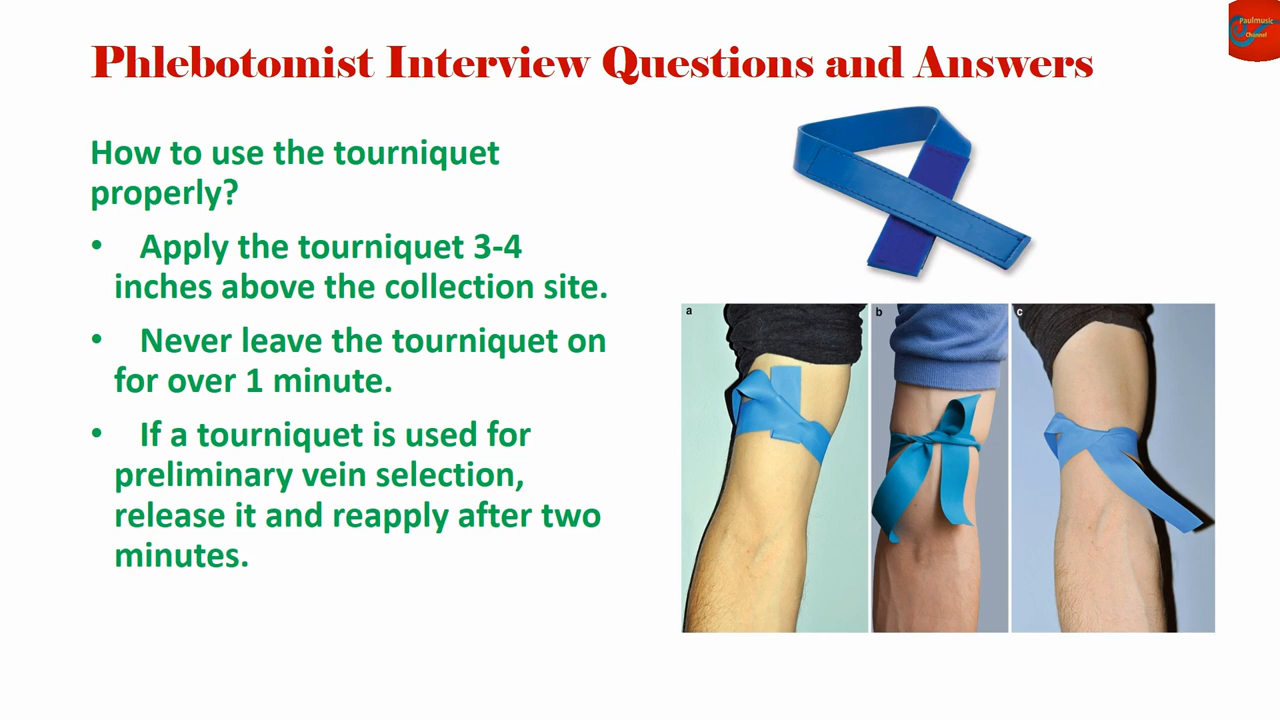 Paulmusic
Channel
Phlebotomist Interview Questions and Answers
How to use the tourniquet
properly?
• Apply the tourniquet 3-4
inches above the collection site.
• Never leave the tourniquet on
for over 1 minute.
• If a tourniquet is used for
preliminary vein selection,
release it and reapply after two
minutes.
a
b
c